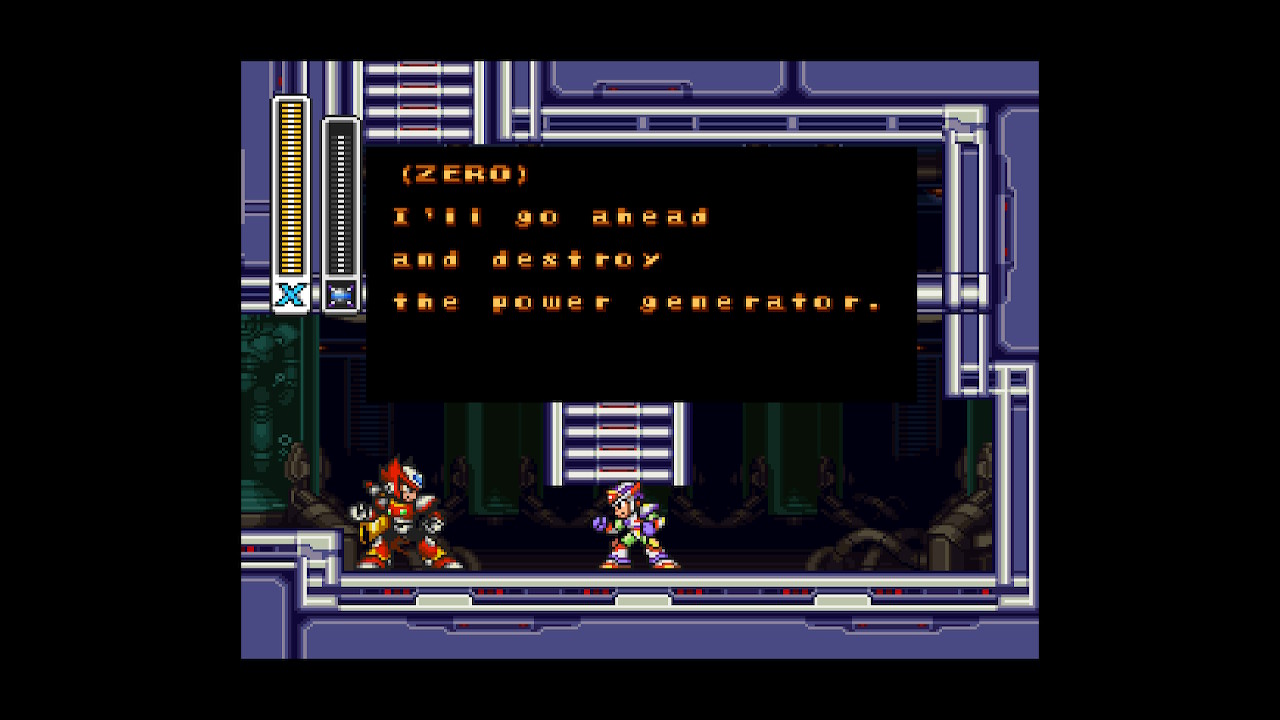 (ZERO)
I'll go ahead
and destroy
the power generator.
X